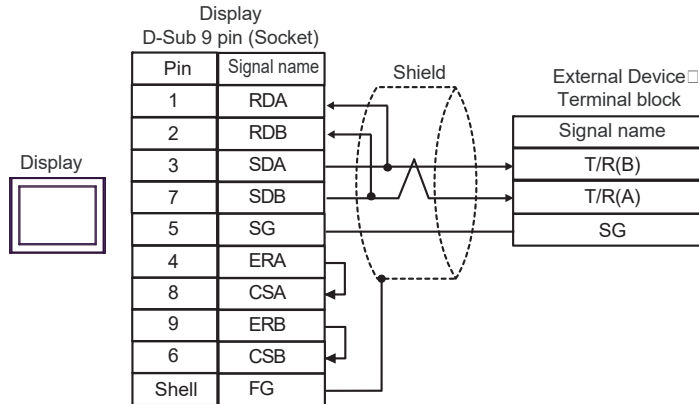 Display
D-Sub 9 pin (Socket)
Pin Signal name
1 RDA
2 RDB
3 SDA
7 SDB
5 SG
4 ERA
8 CSA
9 ERB
6 CSB
Shell FG
Display
Shield
External Device□
Terminal block
Signal name
T/R(B)
T/R(A)
SG